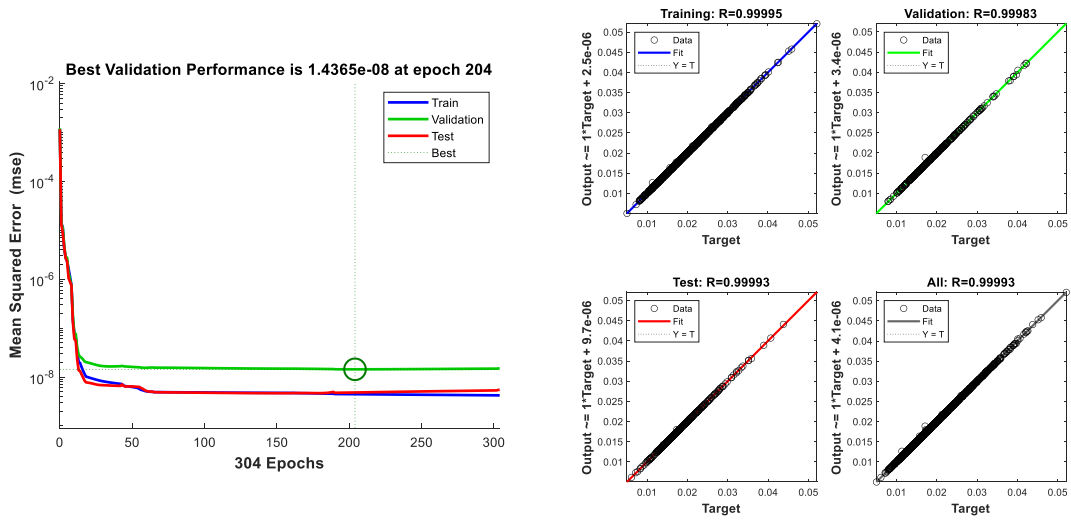 Best Validation Performance is 1.4365e-08 at epoch 204
Mean Squared Error (mse)
10-2
10-4
10-6
10-8
Train
Validation
Test
Best
0
50
100
150
200
250
300
304 Epochs
Training: R=0.99995
Output ~= 1*Target + 2.5e-06
0.05
0.045
0.04
0.035
0.03
0.025
0.02
0.015
0.01
Data
Fit
Y = T
0.01
0.02
0.03
0.04
0.05
Target
Validation: R=0.99983
Output ~= 1*Target + 3.4e-06
0.05
0.045
0.04
0.035
0.03
0.025
0.02
0.015
0.01
Data
Fit
Y = T
0.01
0.02
0.03
0.04
0.05
Target
Test: R=0.99993
Output ~= 1*Target + 9.7e-06
0.05
0.045
0.04
0.035
0.03
0.025
0.02
0.015
0.01
Data
Fit
Y = T
0.01
0.02
0.03
0.04
0.05
Target
All: R=0.99993
Output ~= 1*Target + 4.1e-06
0.05
0.045
0.04
0.035
0.03
0.025
0.02
0.015
0.01
Data
Fit
Y = T
0.01
0.02
0.03
0.04
0.05
Target